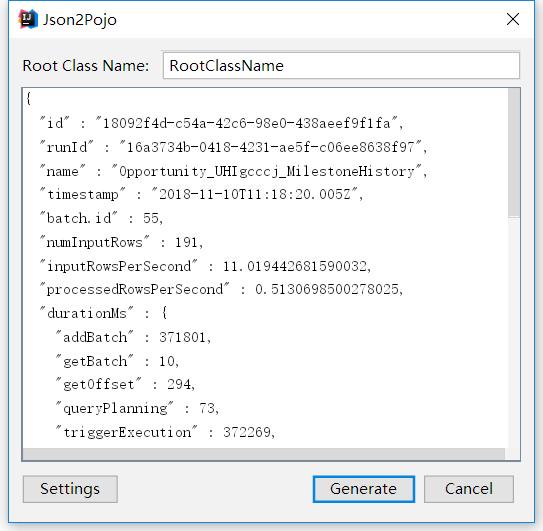 Json2Pojo
Root Class Name: RootClassName
{
"id" : "18092f4d-c54a-42c6-98e0-438aeef9f1fa",
"runId" : "16a3734b-0418-4231-ae5f-c06ee8638f97",
"name" : "Opportunity_UHIgcccj_MilestoneHistory",
"timestamp" : "2018-11-10T11:18:20.005Z",
"batch.id" : 55,
"numInputRows" : 191,
"inputRowsPerSecond" : 11.019442681590032,
"processedRowsPerSecond" : 0.5130698500278025,
"durationMs" : {
"addBatch" : 371801,
"getBatch" : 10,
"getOffset" : 294,
"queryPlanning" : 73,
"triggerExecution" : 372269,
Settings Generate Cancel